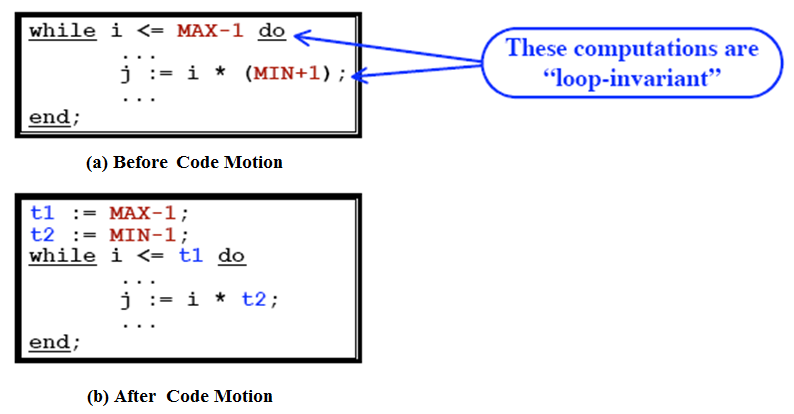 while i <= MAX-1 do
...
j := i * (MIN+1);
...
end;
These computations are
“loop-invariant”
(a) Before Code Motion
t1 := MAX-1;
t2 := MIN-1;
while i <= t1 do
...
j := i * t2;
...
end;
(b) After Code Motion